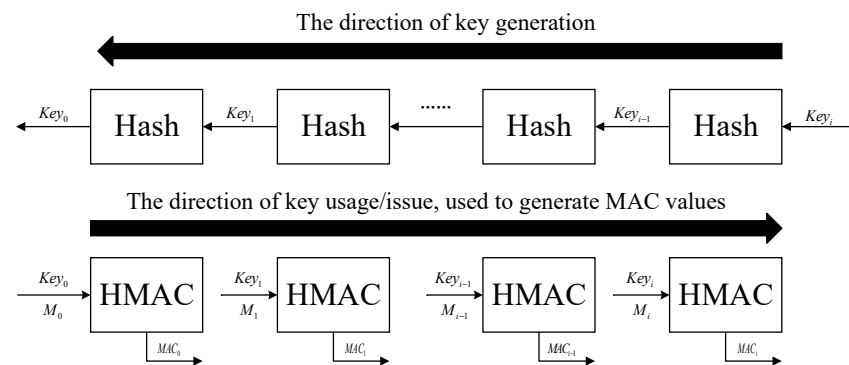 The direction of key generation
......
Key₀ Hash Key₁ Hash Hash Keyᵢ₋₁ Hash Keyᵢ
The direction of key usage/issue, used to generate MAC values
Key₀ HMAC Key₁ HMAC Keyᵢ₋₁ HMAC Keyᵢ HMAC
M₀ M₁ Mᵢ₋₁ Mᵢ
MAC₀ MAC₁ MACᵢ₋₁ MACᵢ